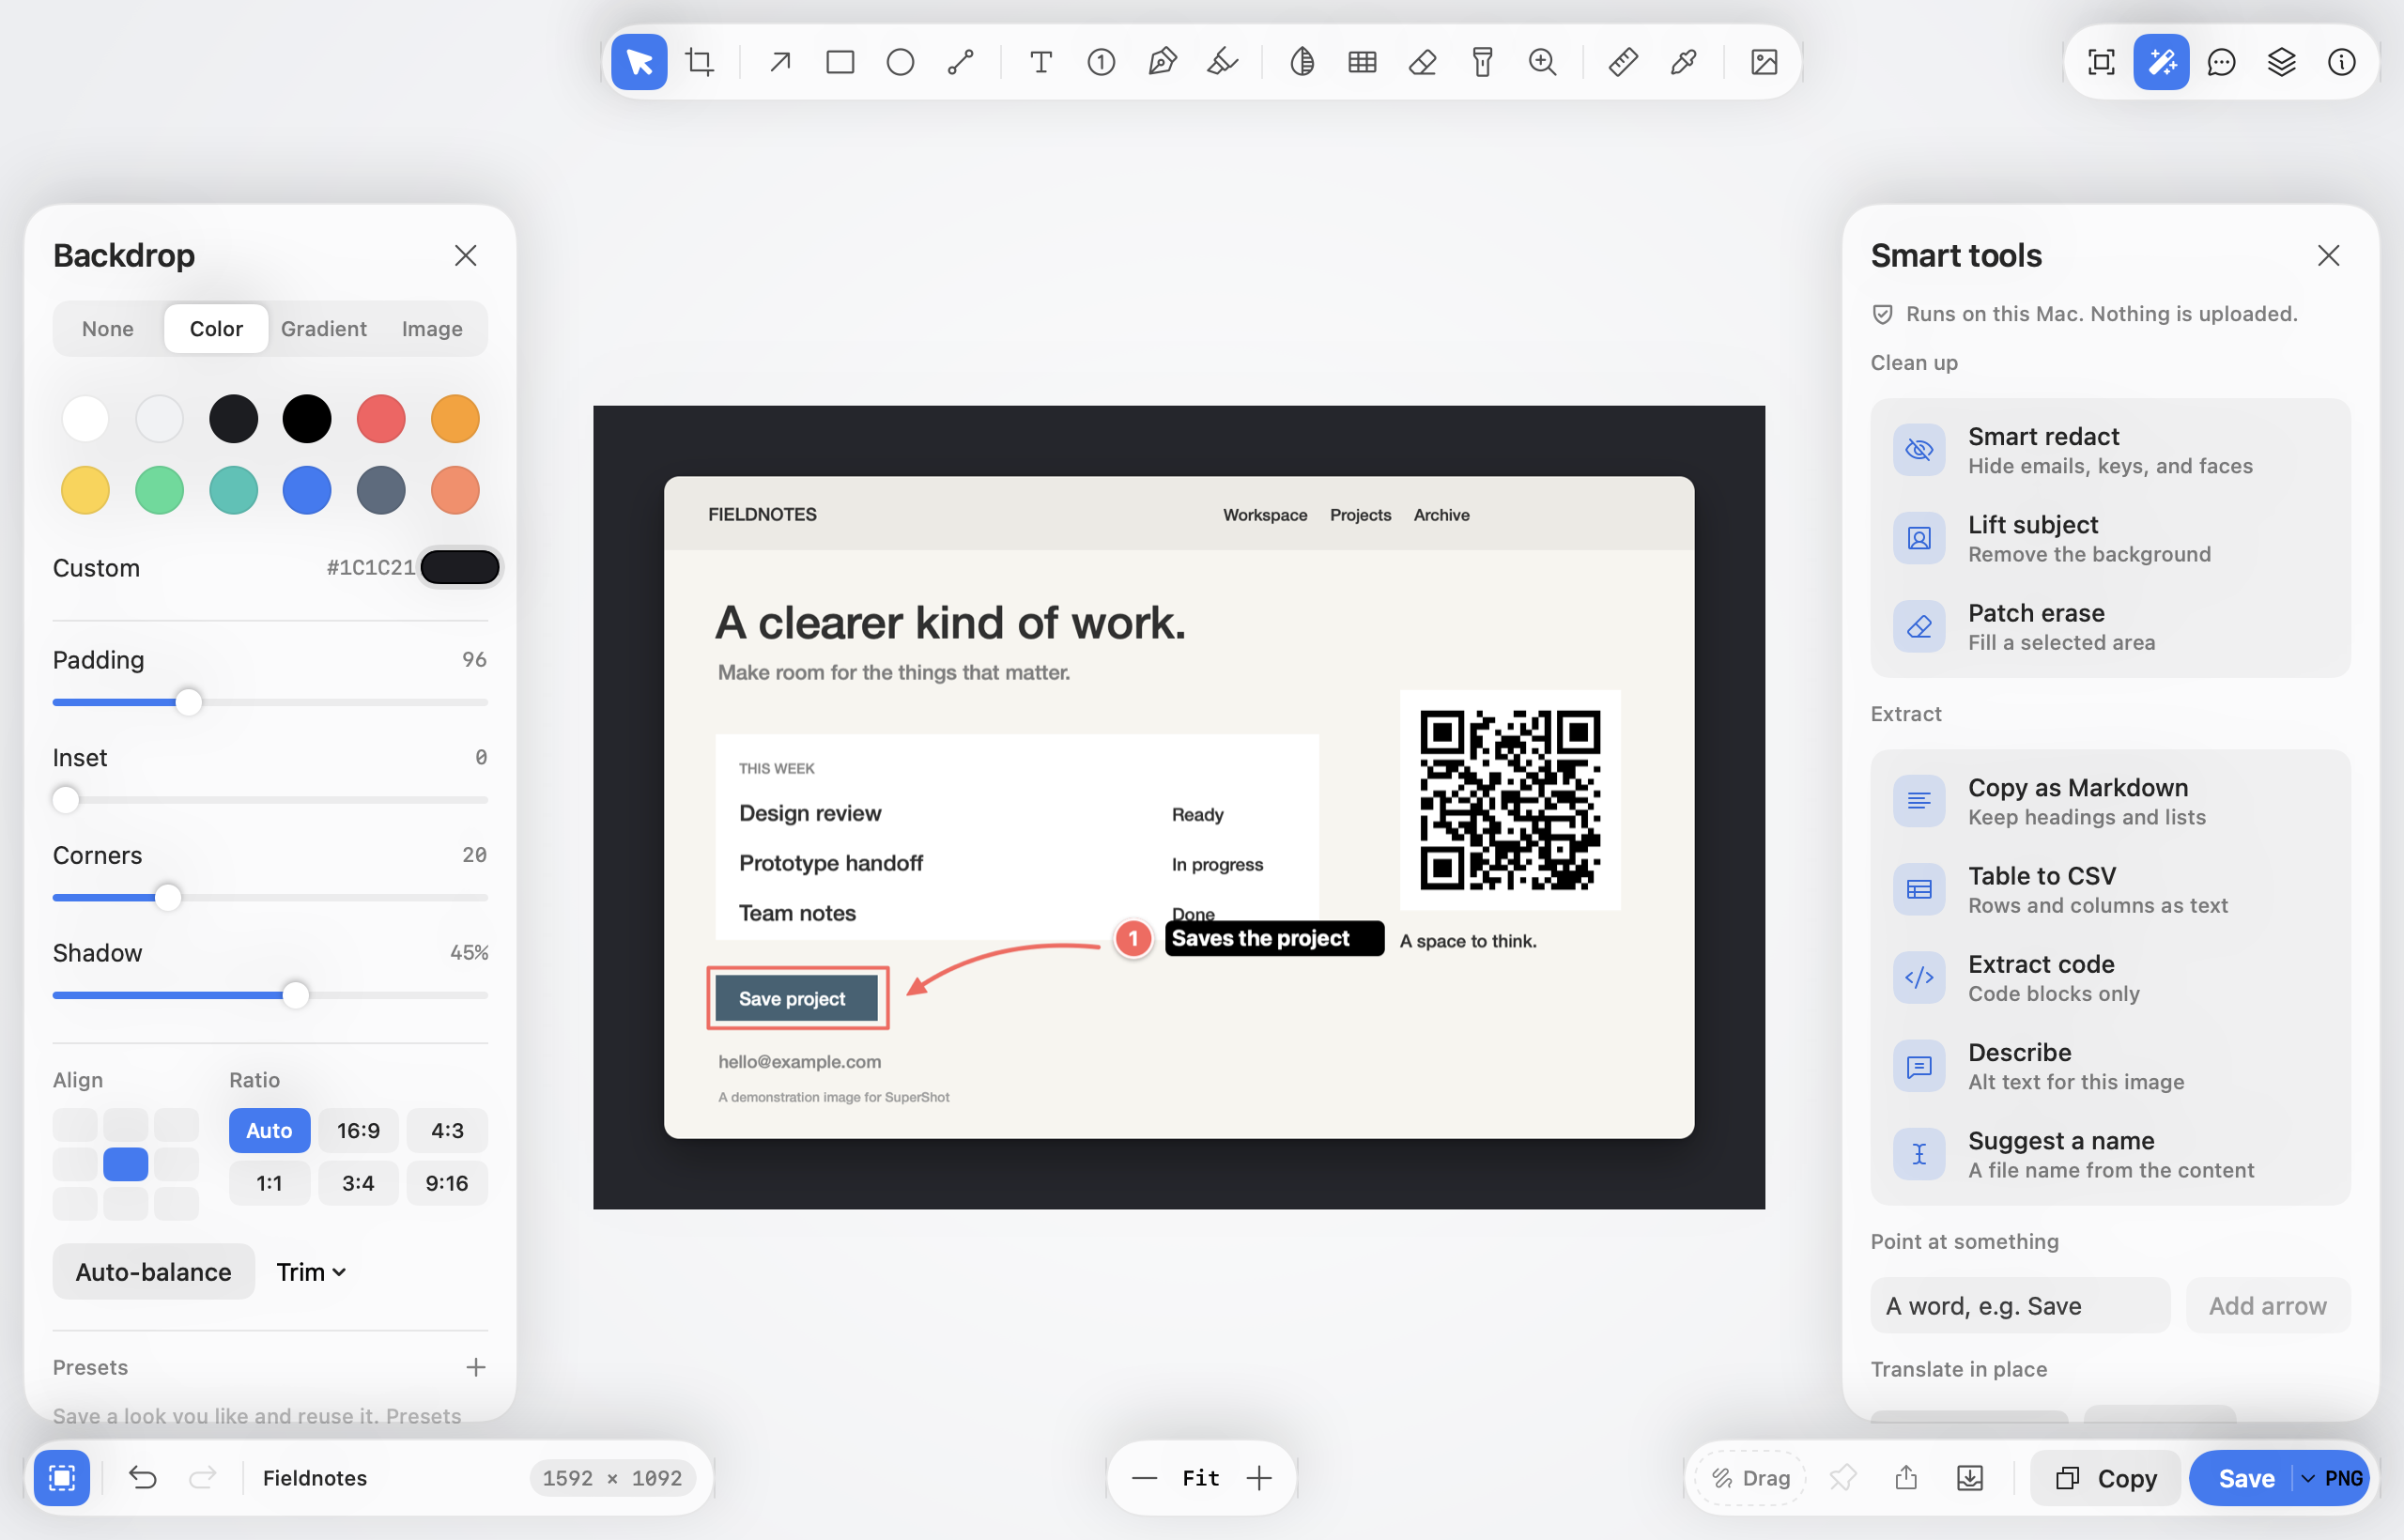 Backdrop
None Color Gradient Image
Custom #1C1C21
Padding 96
Inset 0
Corners 20
Shadow 45%
Align Ratio
Auto 16:9 4:3
1:1 3:4 9:16
Auto-balance Trim
Presets
Save a look you like and reuse it. Presets
1
FIELDNOTES Workspace Projects Archive
A clearer kind of work.
Make room for the things that matter.
THIS WEEK
Design review Ready
Prototype handoff In progress
Team notes Done
1 Saves the project
A space to think.
Save project
hello@example.com
A demonstration image for SuperShot
Smart tools
Runs on this Mac. Nothing is uploaded.
Clean up
Smart redact
Hide emails, keys, and faces
Lift subject
Remove the background
Patch erase
Fill a selected area
Extract
Copy as Markdown
Keep headings and lists
Table to CSV
Rows and columns as text
Extract code
Code blocks only
Describe
Alt text for this image
Suggest a name
A file name from the content
Point at something
A word, e.g. Save Add arrow
Translate in place
Fieldnotes 1592 × 1092
Fit
Drag Copy Save PNG